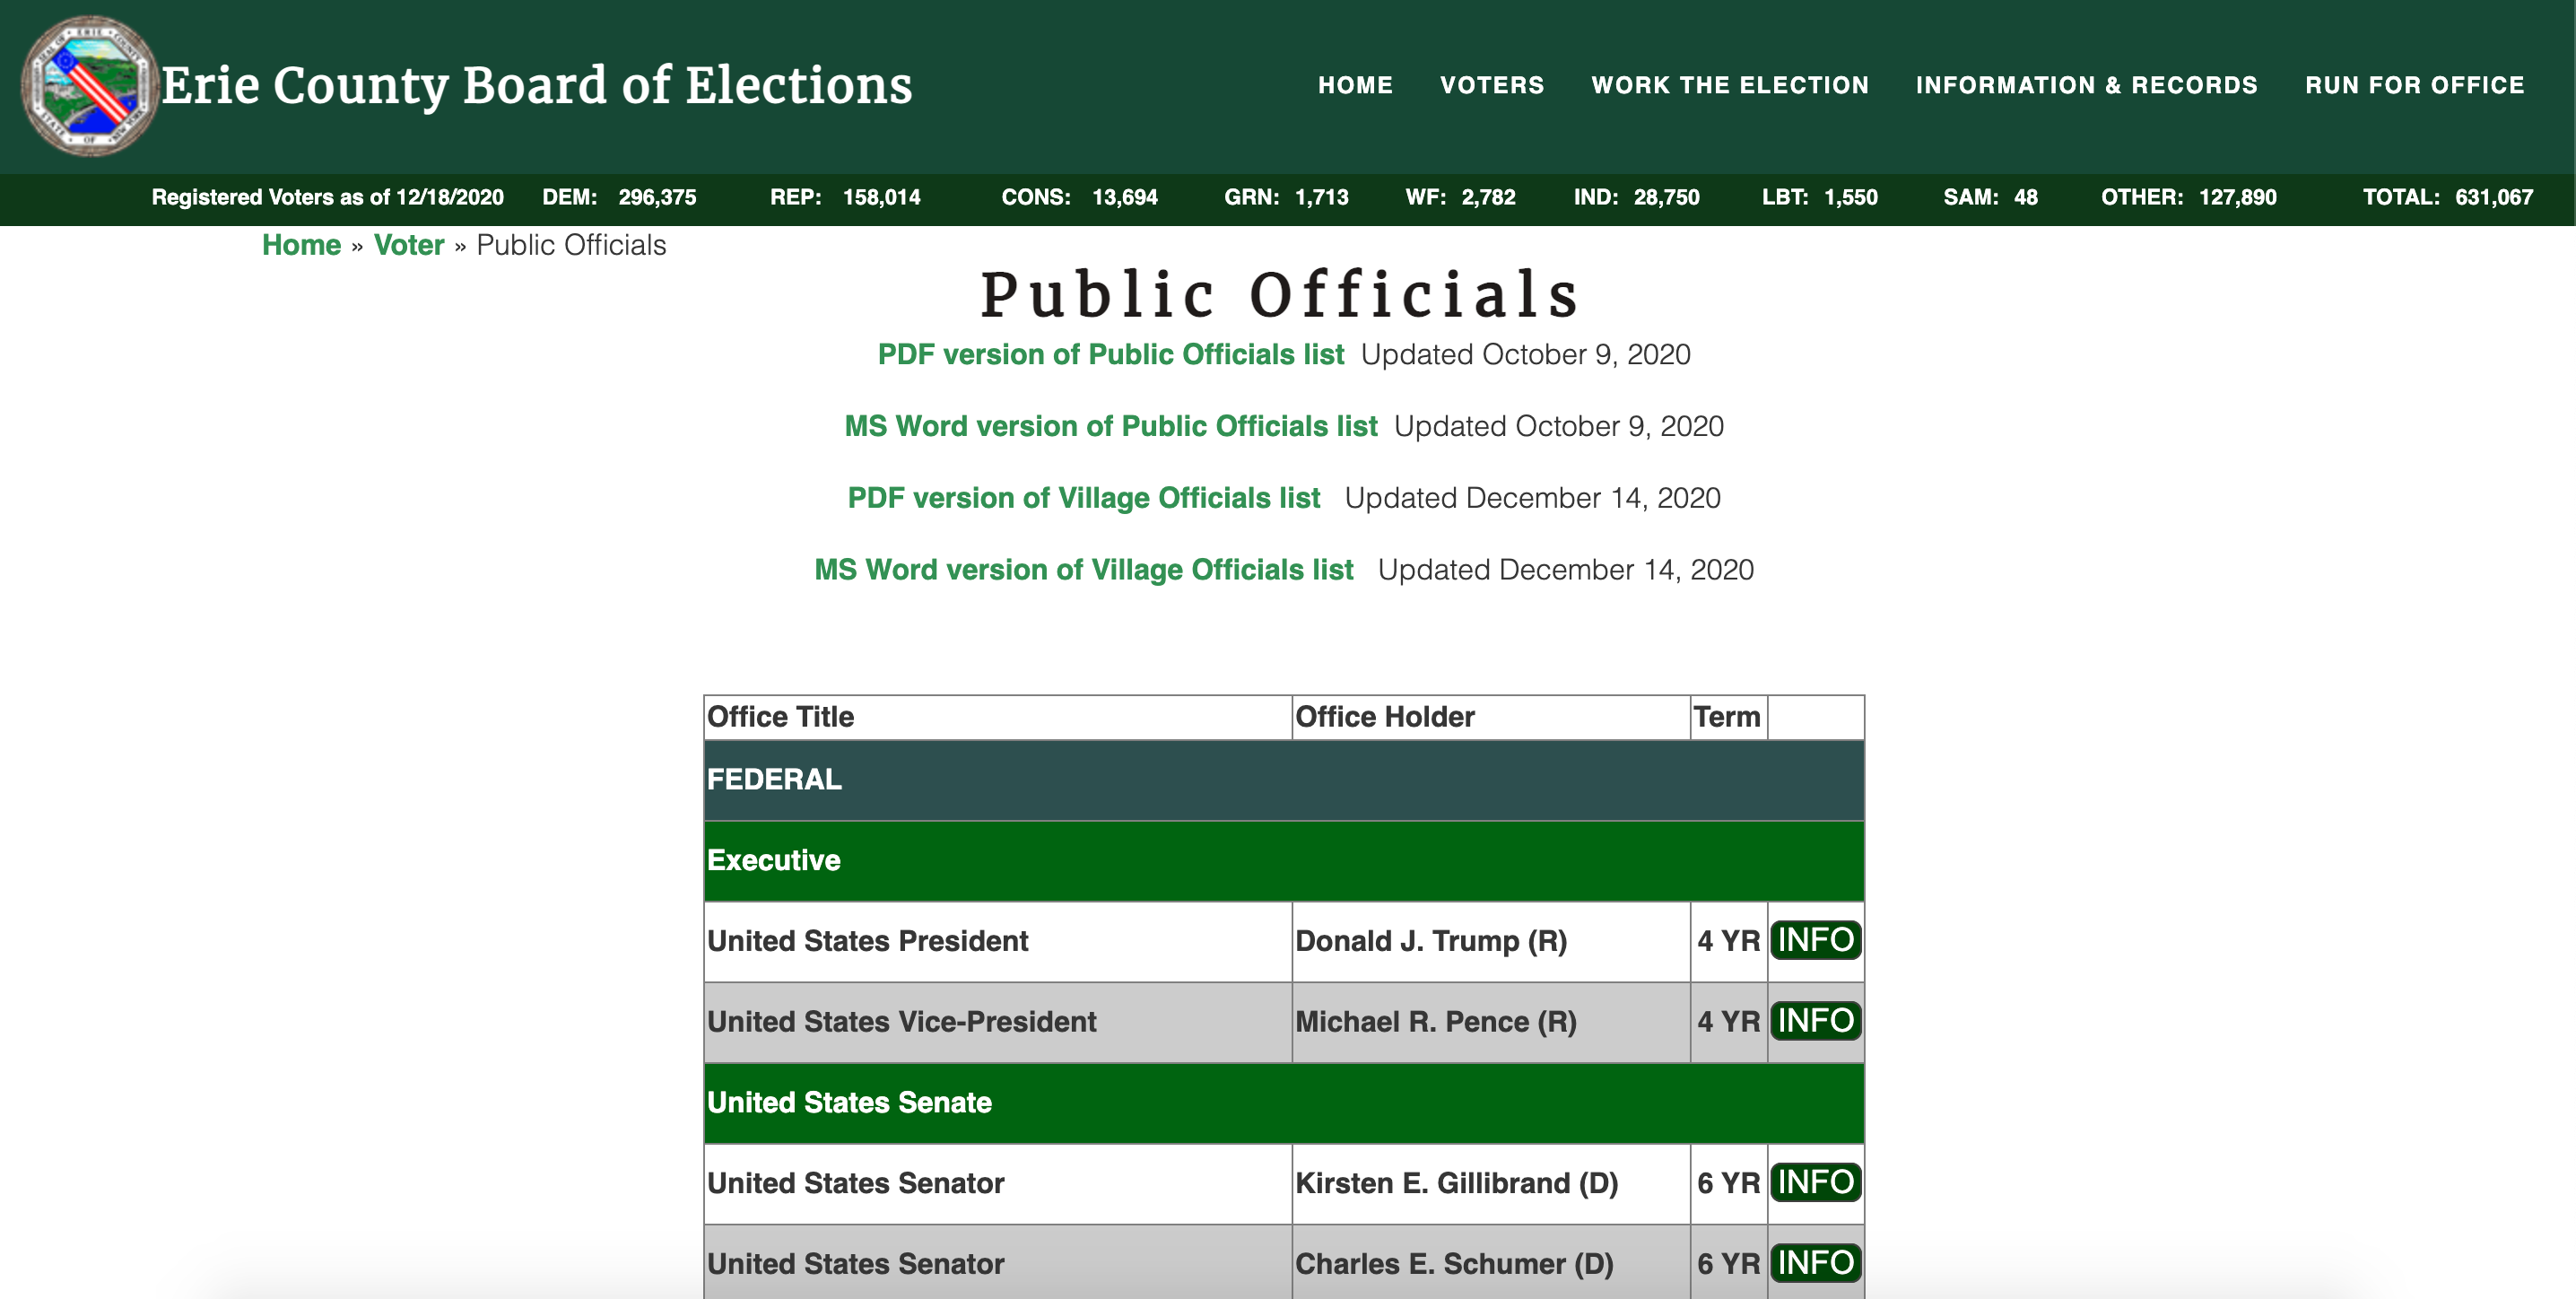 Erie County Board of Elections
HOME VOTERS WORK THE ELECTION INFORMATION & RECORDS RUN FOR OFFICE
Registered Voters as of 12/18/2020 DEM: 296,375 REP: 158,014 CONS: 13,694 GRN: 1,713 WF: 2,782 IND: 28,750 LBT: 1,550 SAM: 48 OTHER: 127,890 TOTAL: 631,067
Home » Voter » Public Officials
Public Officials
PDF version of Public Officials list Updated October 9, 2020
MS Word version of Public Officials list Updated October 9, 2020
PDF version of Village Officials list Updated December 14, 2020
MS Word version of Village Officials list Updated December 14, 2020
Office Title Office Holder Term
FEDERAL
Executive
United States President Donald J. Trump (R) 4 YR INFO
United States Vice-President Michael R. Pence (R) 4 YR INFO
United States Senate
United States Senator Kirsten E. Gillibrand (D) 6 YR INFO
United States Senator Charles E. Schumer (D) 6 YR INFO